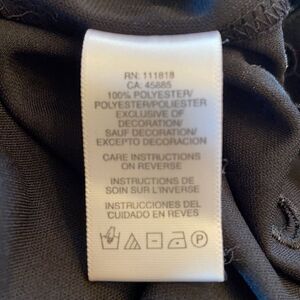 RN: 111818
CA: 45885
100% POLYESTER/
POLYESTER/POLIESTER
EXCLUSIVE OF
DECORATION/
SAUF DECORATION/
EXCEPTO DECORACION
CARE INSTRUCTIONS
ON REVERSE
INSTRUCTIONS DE
SOIN SUR L'INVERSE
INSTRUCCIONES DEL
CUIDADO EN REVES
P